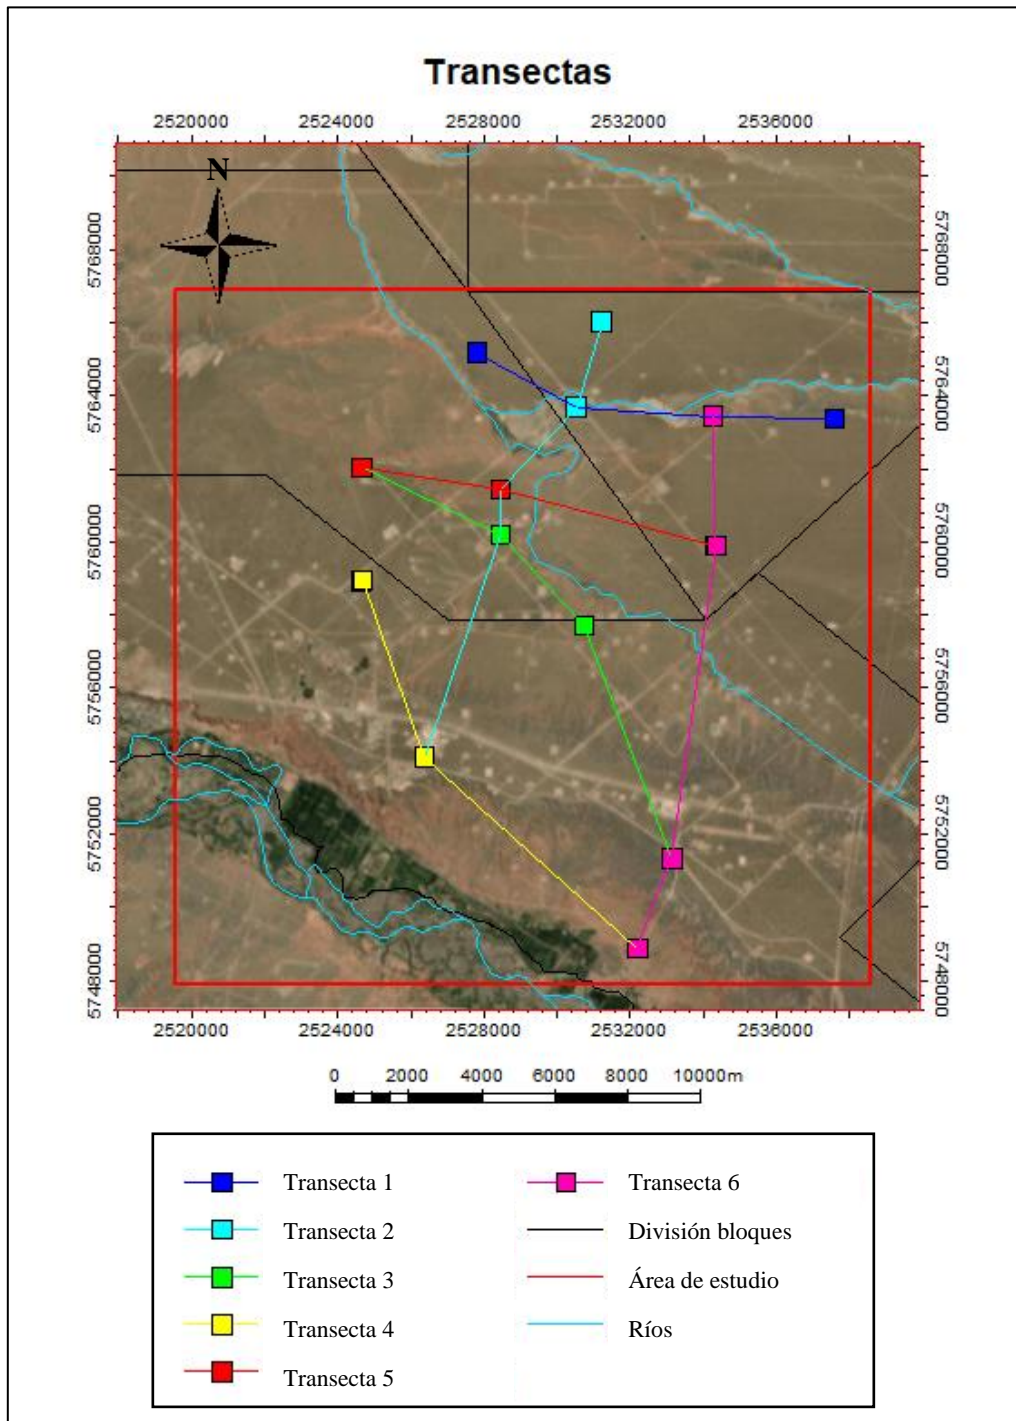 Transectas
2520000 2524000 2528000 2532000 2536000
N
5768000 5768000
5764000 5764000
5760000 5760000
5756000 5756000
5752000 5752000
5748000 5748000
2520000 2524000 2528000 2532000 2536000
0 2000 4000 6000 8000 10000m
Transecta 1
Transecta 2
Transecta 3
Transecta 4
Transecta 5
Transecta 6
División bloques
Área de estudio
Ríos